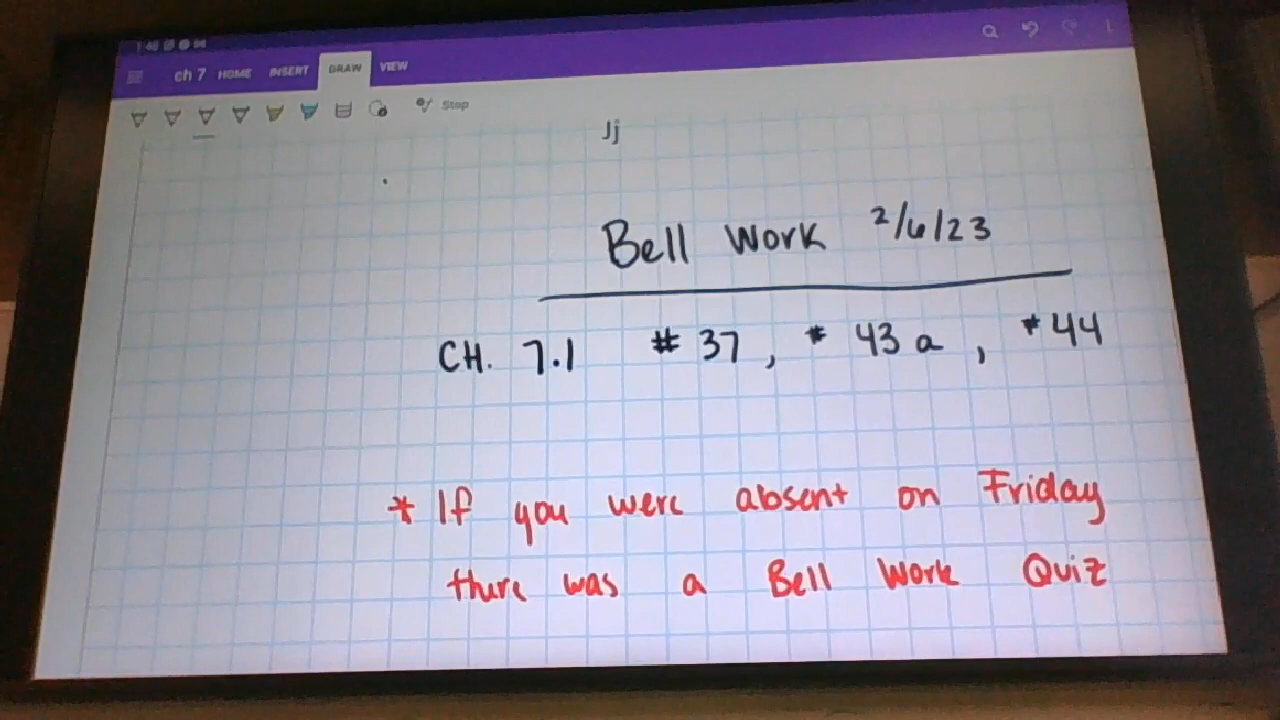 ch 7 HOME INSERT DRAW VIEW
Stop
Jj
Bell Work 2/6/23
CH. 7.1 # 37, # 43a, # 44
* If you were absent on Friday
there was a Bell Work Quiz